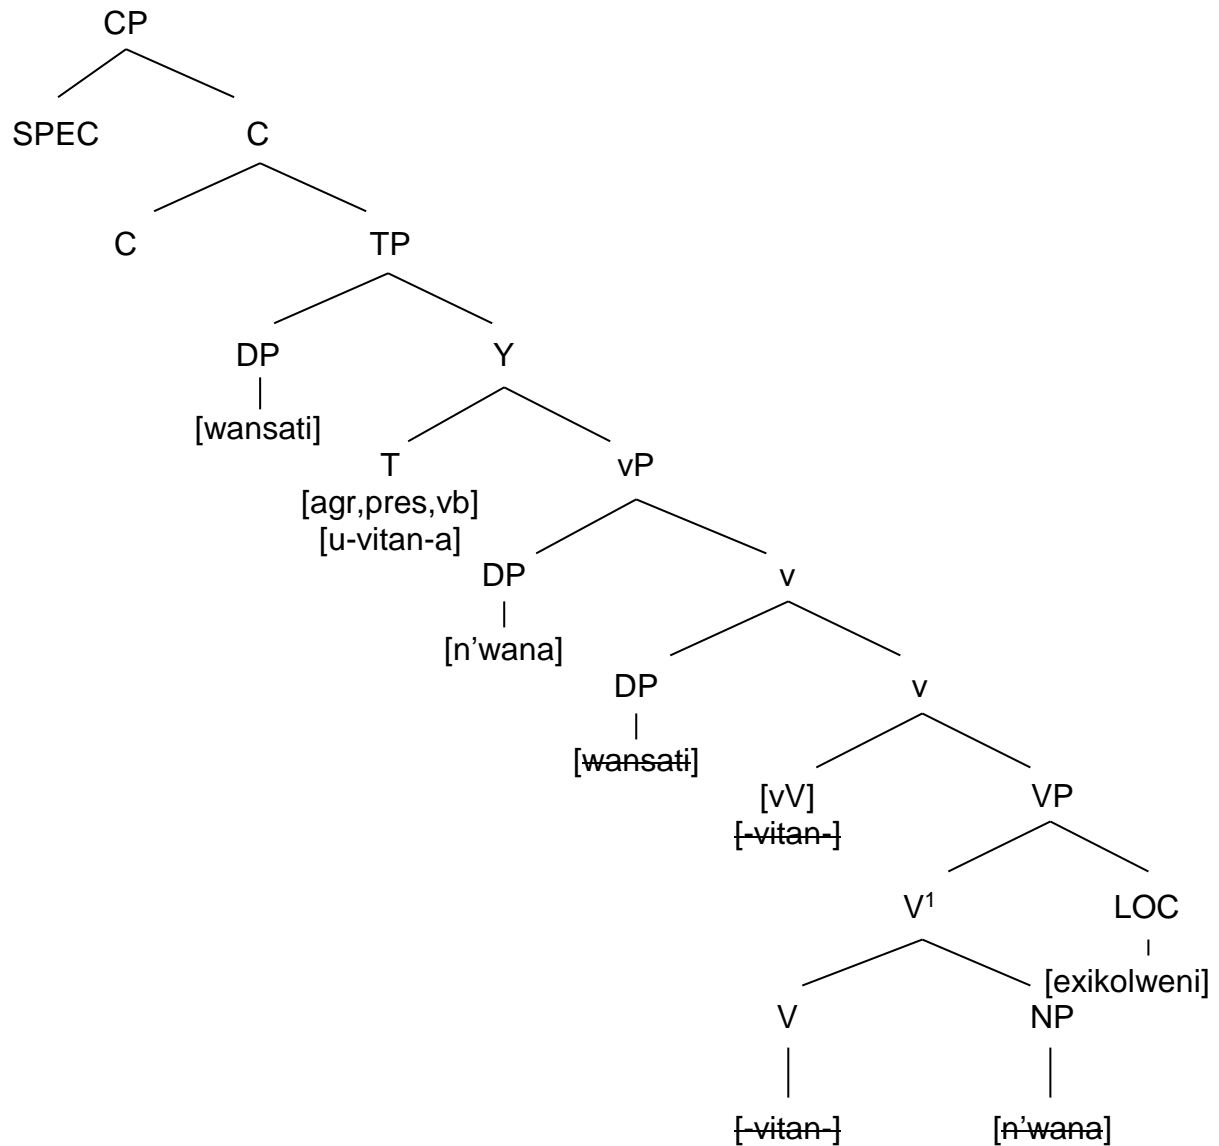 CP
SPEC C
C TP
DP Y
[wansati]
T vP
[agr,pres,vb]
[u-vitan-a]
DP v
[n’wana]
DP v
[wansati]
[vV] VP
[-vitan-]
V¹ LOC
[exikolweni]
V NP
[-vitan-] [n’wana]